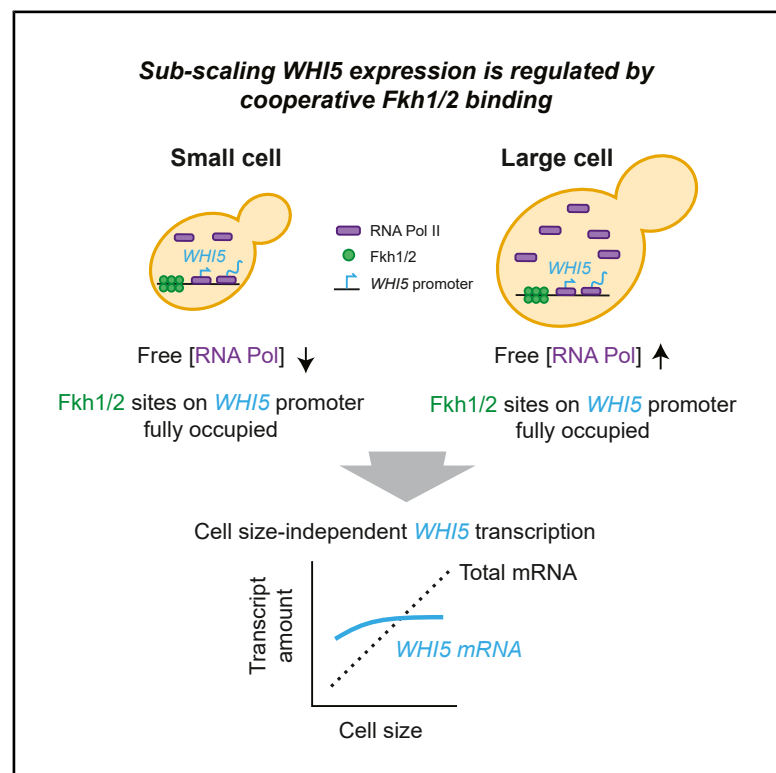 Sub-scaling WHI5 expression is regulated by
cooperative Fkh1/2 binding
Small cell
Large cell
RNA Pol II
Fkh1/2
WHI5 promoter
WHI5
WHI5
Free [RNA Pol] ↓
Free [RNA Pol] ↑
Fkh1/2 sites on WHI5 promoter
fully occupied
Fkh1/2 sites on WHI5 promoter
fully occupied
Cell size-independent WHI5 transcription
Transcript
amount
Total mRNA
WHI5 mRNA
Cell size